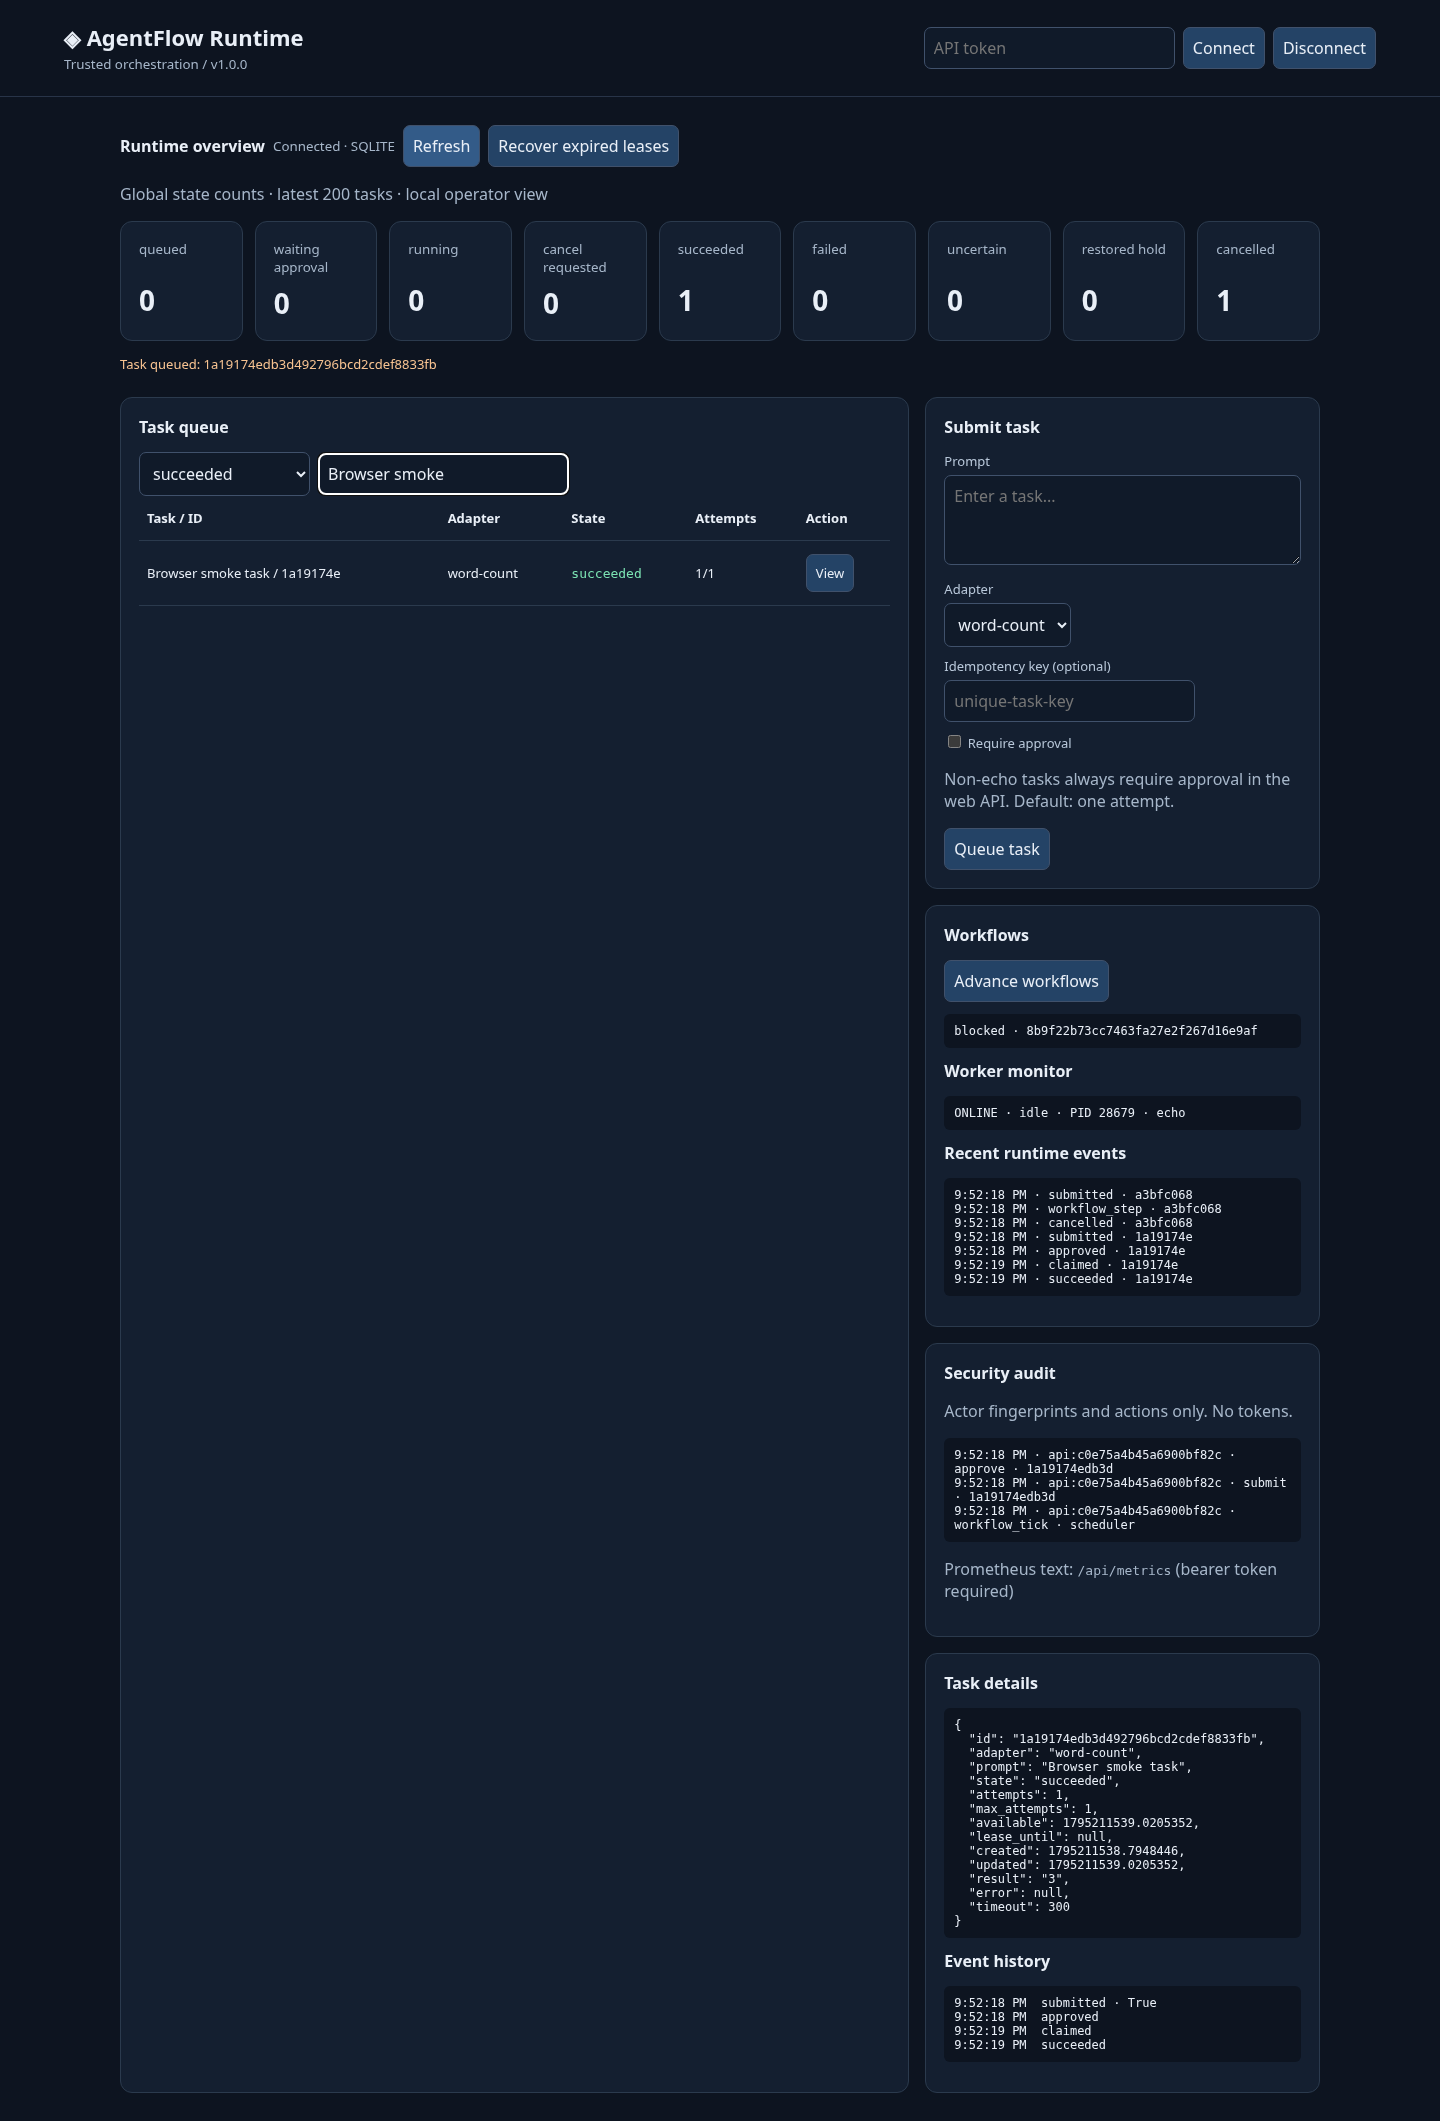 ◈ AgentFlow Runtime
Trusted orchestration / v1.0.0
API token
Connect
Disconnect
Runtime overview
Connected · SQLITE
Refresh
Recover expired leases
Global state counts · latest 200 tasks · local operator view
queued
0
waiting
approval
0
running
0
cancel
requested
0
succeeded
1
failed
0
uncertain
0
restored hold
0
cancelled
1
Task queued: 1a19174edb3d492796bcd2cdef8833fb
Task queue
succeeded
Browser smoke
Task / ID Adapter State Attempts Action
Browser smoke task / 1a19174e word-count succeeded 1/1 View
Submit task
Prompt
Enter a task...
Adapter
word-count
Idempotency key (optional)
unique-task-key
Require approval
Non-echo tasks always require approval in the
web API. Default: one attempt.
Queue task
Workflows
Advance workflows
blocked · 8b9f22b73cc7463fa27e2f267d16e9af
Worker monitor
ONLINE · idle · PID 28679 · echo
Recent runtime events
9:52:18 PM · submitted · a3bfc068
9:52:18 PM · workflow_step · a3bfc068
9:52:18 PM · cancelled · a3bfc068
9:52:18 PM · submitted · 1a19174e
9:52:18 PM · approved · 1a19174e
9:52:19 PM · claimed · 1a19174e
9:52:19 PM · succeeded · 1a19174e
Security audit
Actor fingerprints and actions only. No tokens.
9:52:18 PM · api:c0e75a4b45a6900bf82c ·
approve · 1a19174edb3d
9:52:18 PM · api:c0e75a4b45a6900bf82c · submit
· 1a19174edb3d
9:52:18 PM · api:c0e75a4b45a6900bf82c ·
workflow_tick · scheduler
Prometheus text: /api/metrics (bearer token
required)
Task details
{
  "id": "1a19174edb3d492796bcd2cdef8833fb",
  "adapter": "word-count",
  "prompt": "Browser smoke task",
  "state": "succeeded",
  "attempts": 1,
  "max_attempts": 1,
  "available": 1795211539.0205352,
  "lease_until": null,
  "created": 1795211538.7948446,
  "updated": 1795211539.0205352,
  "result": "3",
  "error": null,
  "timeout": 300
}
Event history
9:52:18 PM  submitted · True
9:52:18 PM  approved
9:52:19 PM  claimed
9:52:19 PM  succeeded